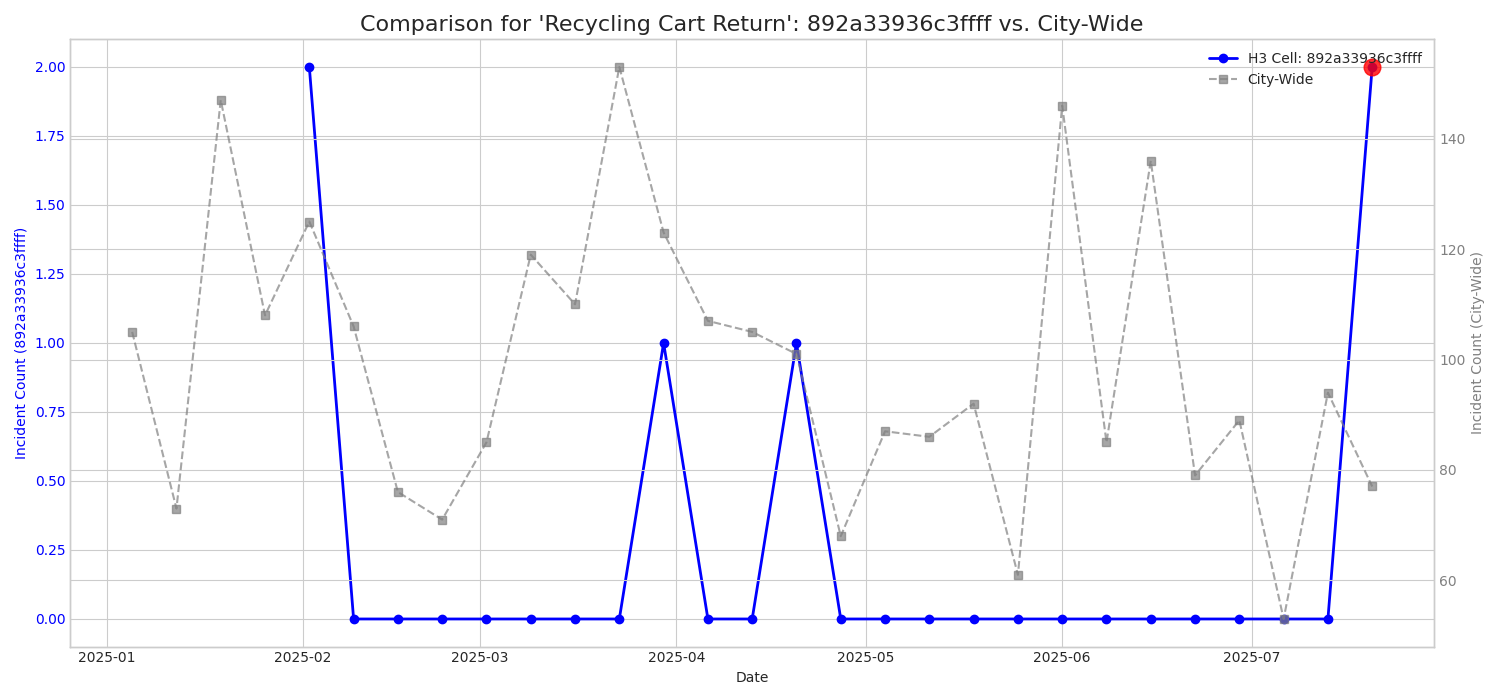 Comparison for 'Recycling Cart Return': 892a33936c3ffff vs. City-Wide
H3 Cell: 892a33936c3ffff
City-Wide
Incident Count (892a33936c3ffff)
2.00
1.75
1.50
1.25
1.00
0.75
0.50
0.25
0.00
140
120
100
80
60
Incident Count (City-Wide)
2025-01 2025-02 2025-03 2025-04 2025-05 2025-06 2025-07
Date